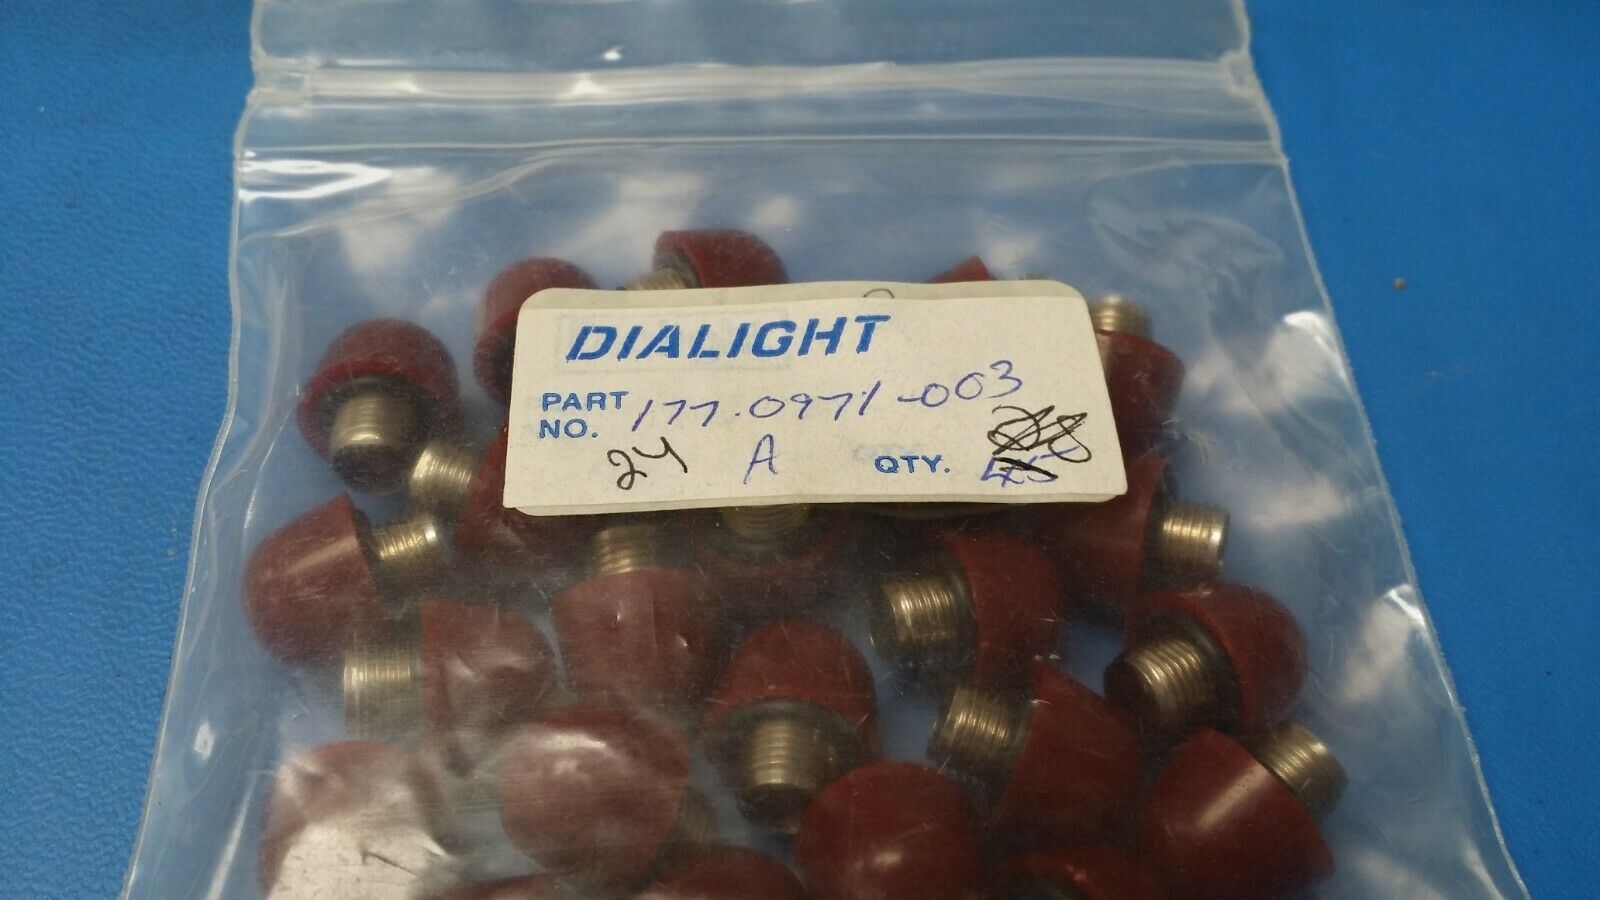 DIALIGHT
PART NO. 177-0971-003
24 A QTY.